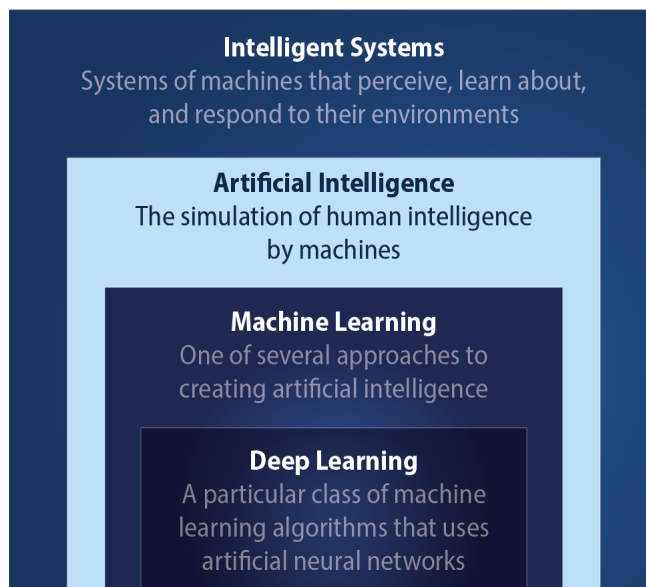 Intelligent Systems
Systems of machines that perceive, learn about,
and respond to their environments
Artificial Intelligence
The simulation of human intelligence
by machines
Machine Learning
One of several approaches to
creating artificial intelligence
Deep Learning
A particular class of machine
learning algorithms that uses
artificial neural networks